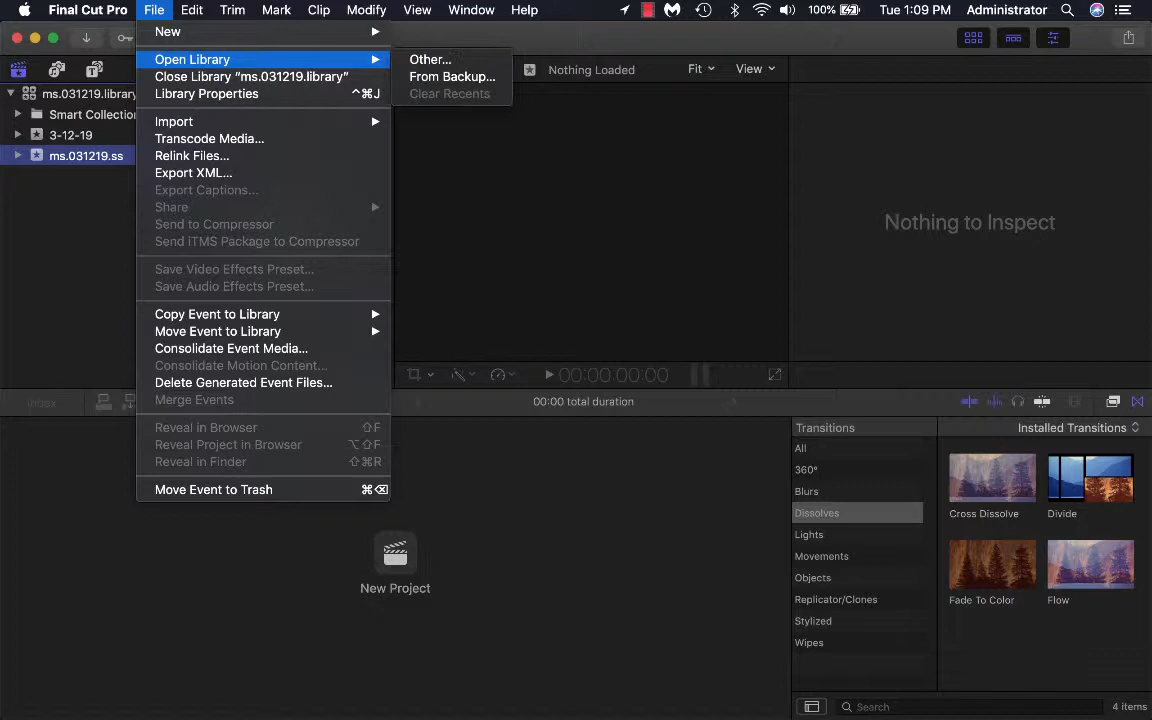 Final Cut Pro File Edit Trim Mark Clip Modify View Window Help 100% Tue 1:09 PM Administrator
New
Open Library
Close Library "ms.031219.library"
Library Properties ^⌘J
Import
Transcode Media...
Relink Files...
Export XML...
Export Captions...
Share
Send to Compressor
Send iTMS Package to Compressor
Save Video Effects Preset...
Save Audio Effects Preset...
Copy Event to Library
Move Event to Library
Consolidate Event Media...
Consolidate Motion Content...
Delete Generated Event Files...
Merge Events
Reveal in Browser ⇧F
Reveal Project in Browser ⌥⇧F
Reveal in Finder ⇧⌘R
Move Event to Trash ⌘⌫
Other...
From Backup...
Clear Recents
ms.031219.library
Smart Collection
3-12-19
ms.031219.ss
Nothing Loaded
Fit
View
Nothing to Inspect
00:00:00:00
Index
00:00 total duration
New Project
Transitions
All
360°
Blurs
Dissolves
Lights
Movements
Objects
Replicator/Clones
Stylized
Wipes
Installed Transitions
Cross Dissolve
Divide
Fade To Color
Flow
Search
4 items